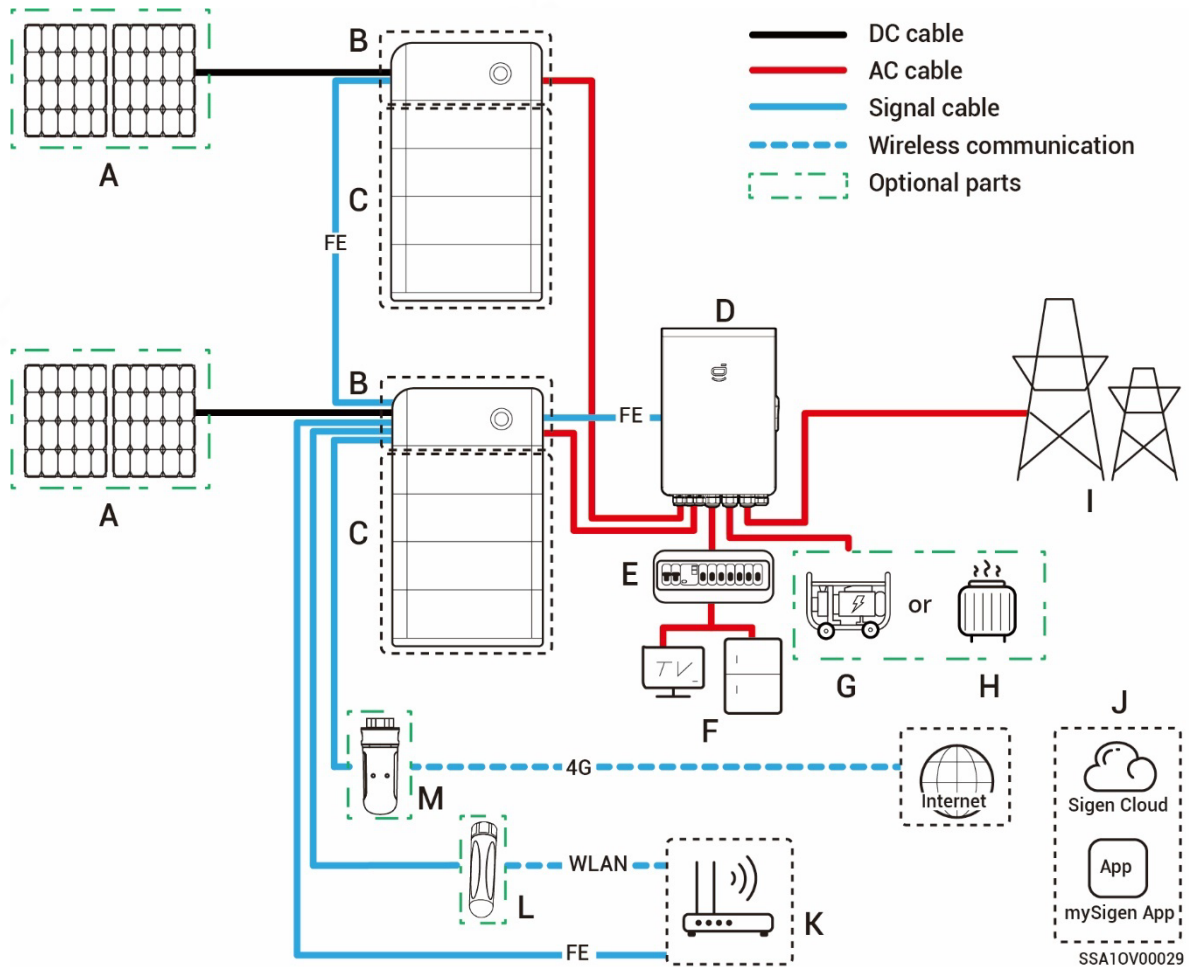 DC cable
AC cable
Signal cable
Wireless communication
Optional parts
A
B
C
FE
D
A
B
C
FE
E
TV
F
or
G
H
I
J
M
4G
Internet
Sigen Cloud
App
mySigen App
L
WLAN
K
FE
SSA1OV00029